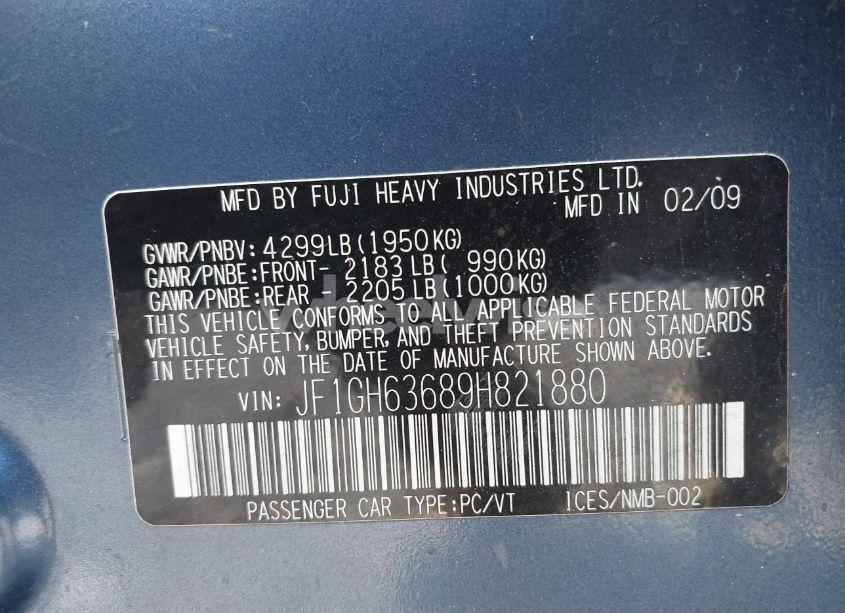 MFD BY FUJI HEAVY INDUSTRIES LTD.
MFD IN 02/09
GVWR/PNBV: 4299LB(1950KG)
GAWR/PNBE:FRONT- 2183LB( 990KG)
GAWR/PNBE:REAR - 2205LB(1000KG)
THIS VEHICLE CONFORMS TO ALL APPLICABLE FEDERAL MOTOR
VEHICLE SAFETY, BUMPER, AND THEFT PREVENTION STANDARDS
IN EFFECT ON THE DATE OF MANUFACTURE SHOWN ABOVE.
VIN: JF1GH63689H821880
PASSENGER CAR TYPE:PC/VT ICES/NMB-002